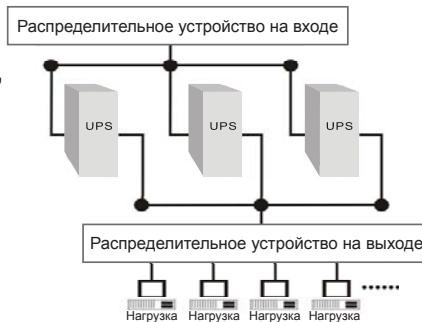 Распределительное устройство на входе
UPS UPS UPS
Распределительное устройство на выходе
Нагрузка Нагрузка Нагрузка Нагрузка